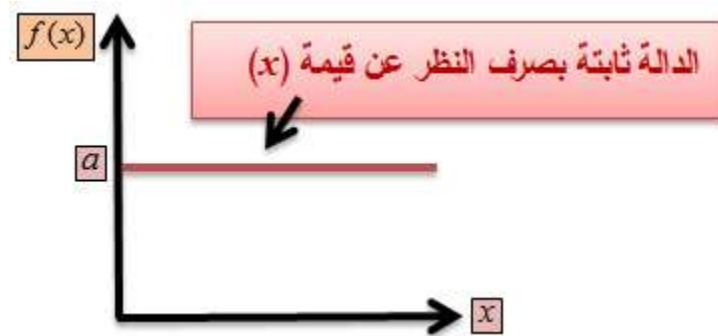 f(x)
الدالة ثابتة بصرف النظر عن قيمة (x)
a
x